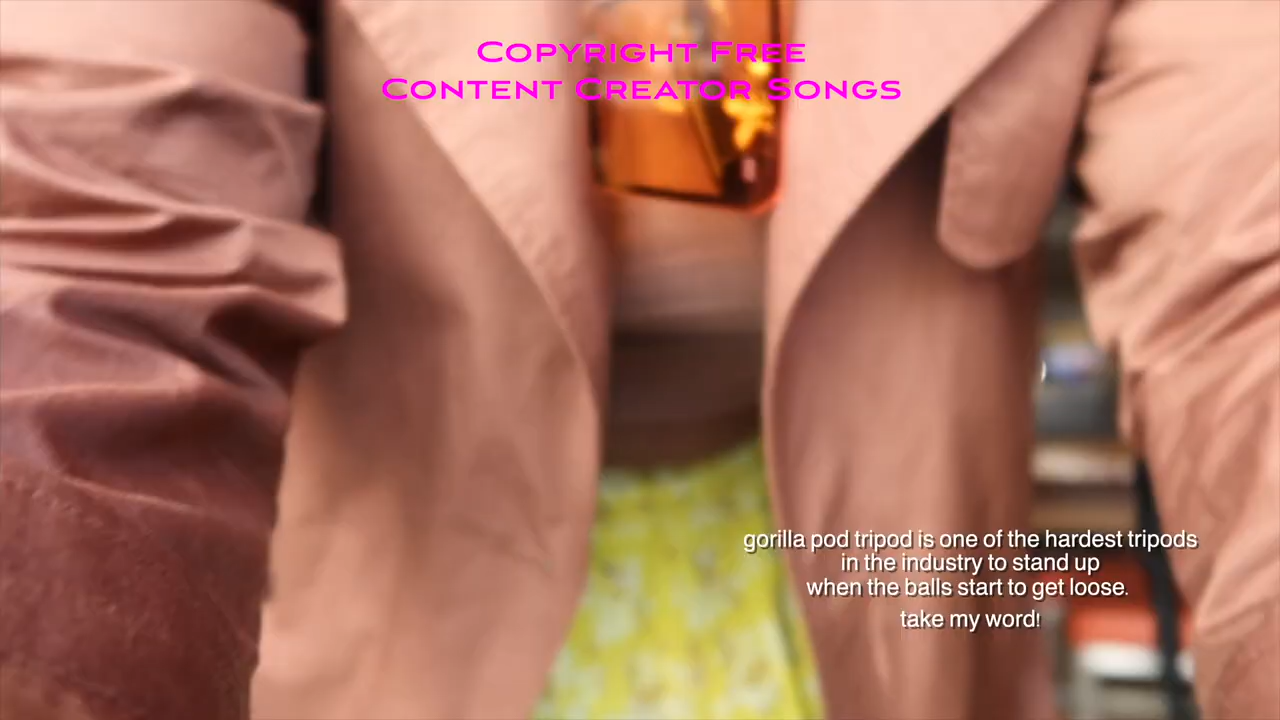 Copyright Free
Content Creator Songs
gorilla pod tripod is one of the hardest tripods
in the industry to stand up
when the balls start to get loose.
take my word!